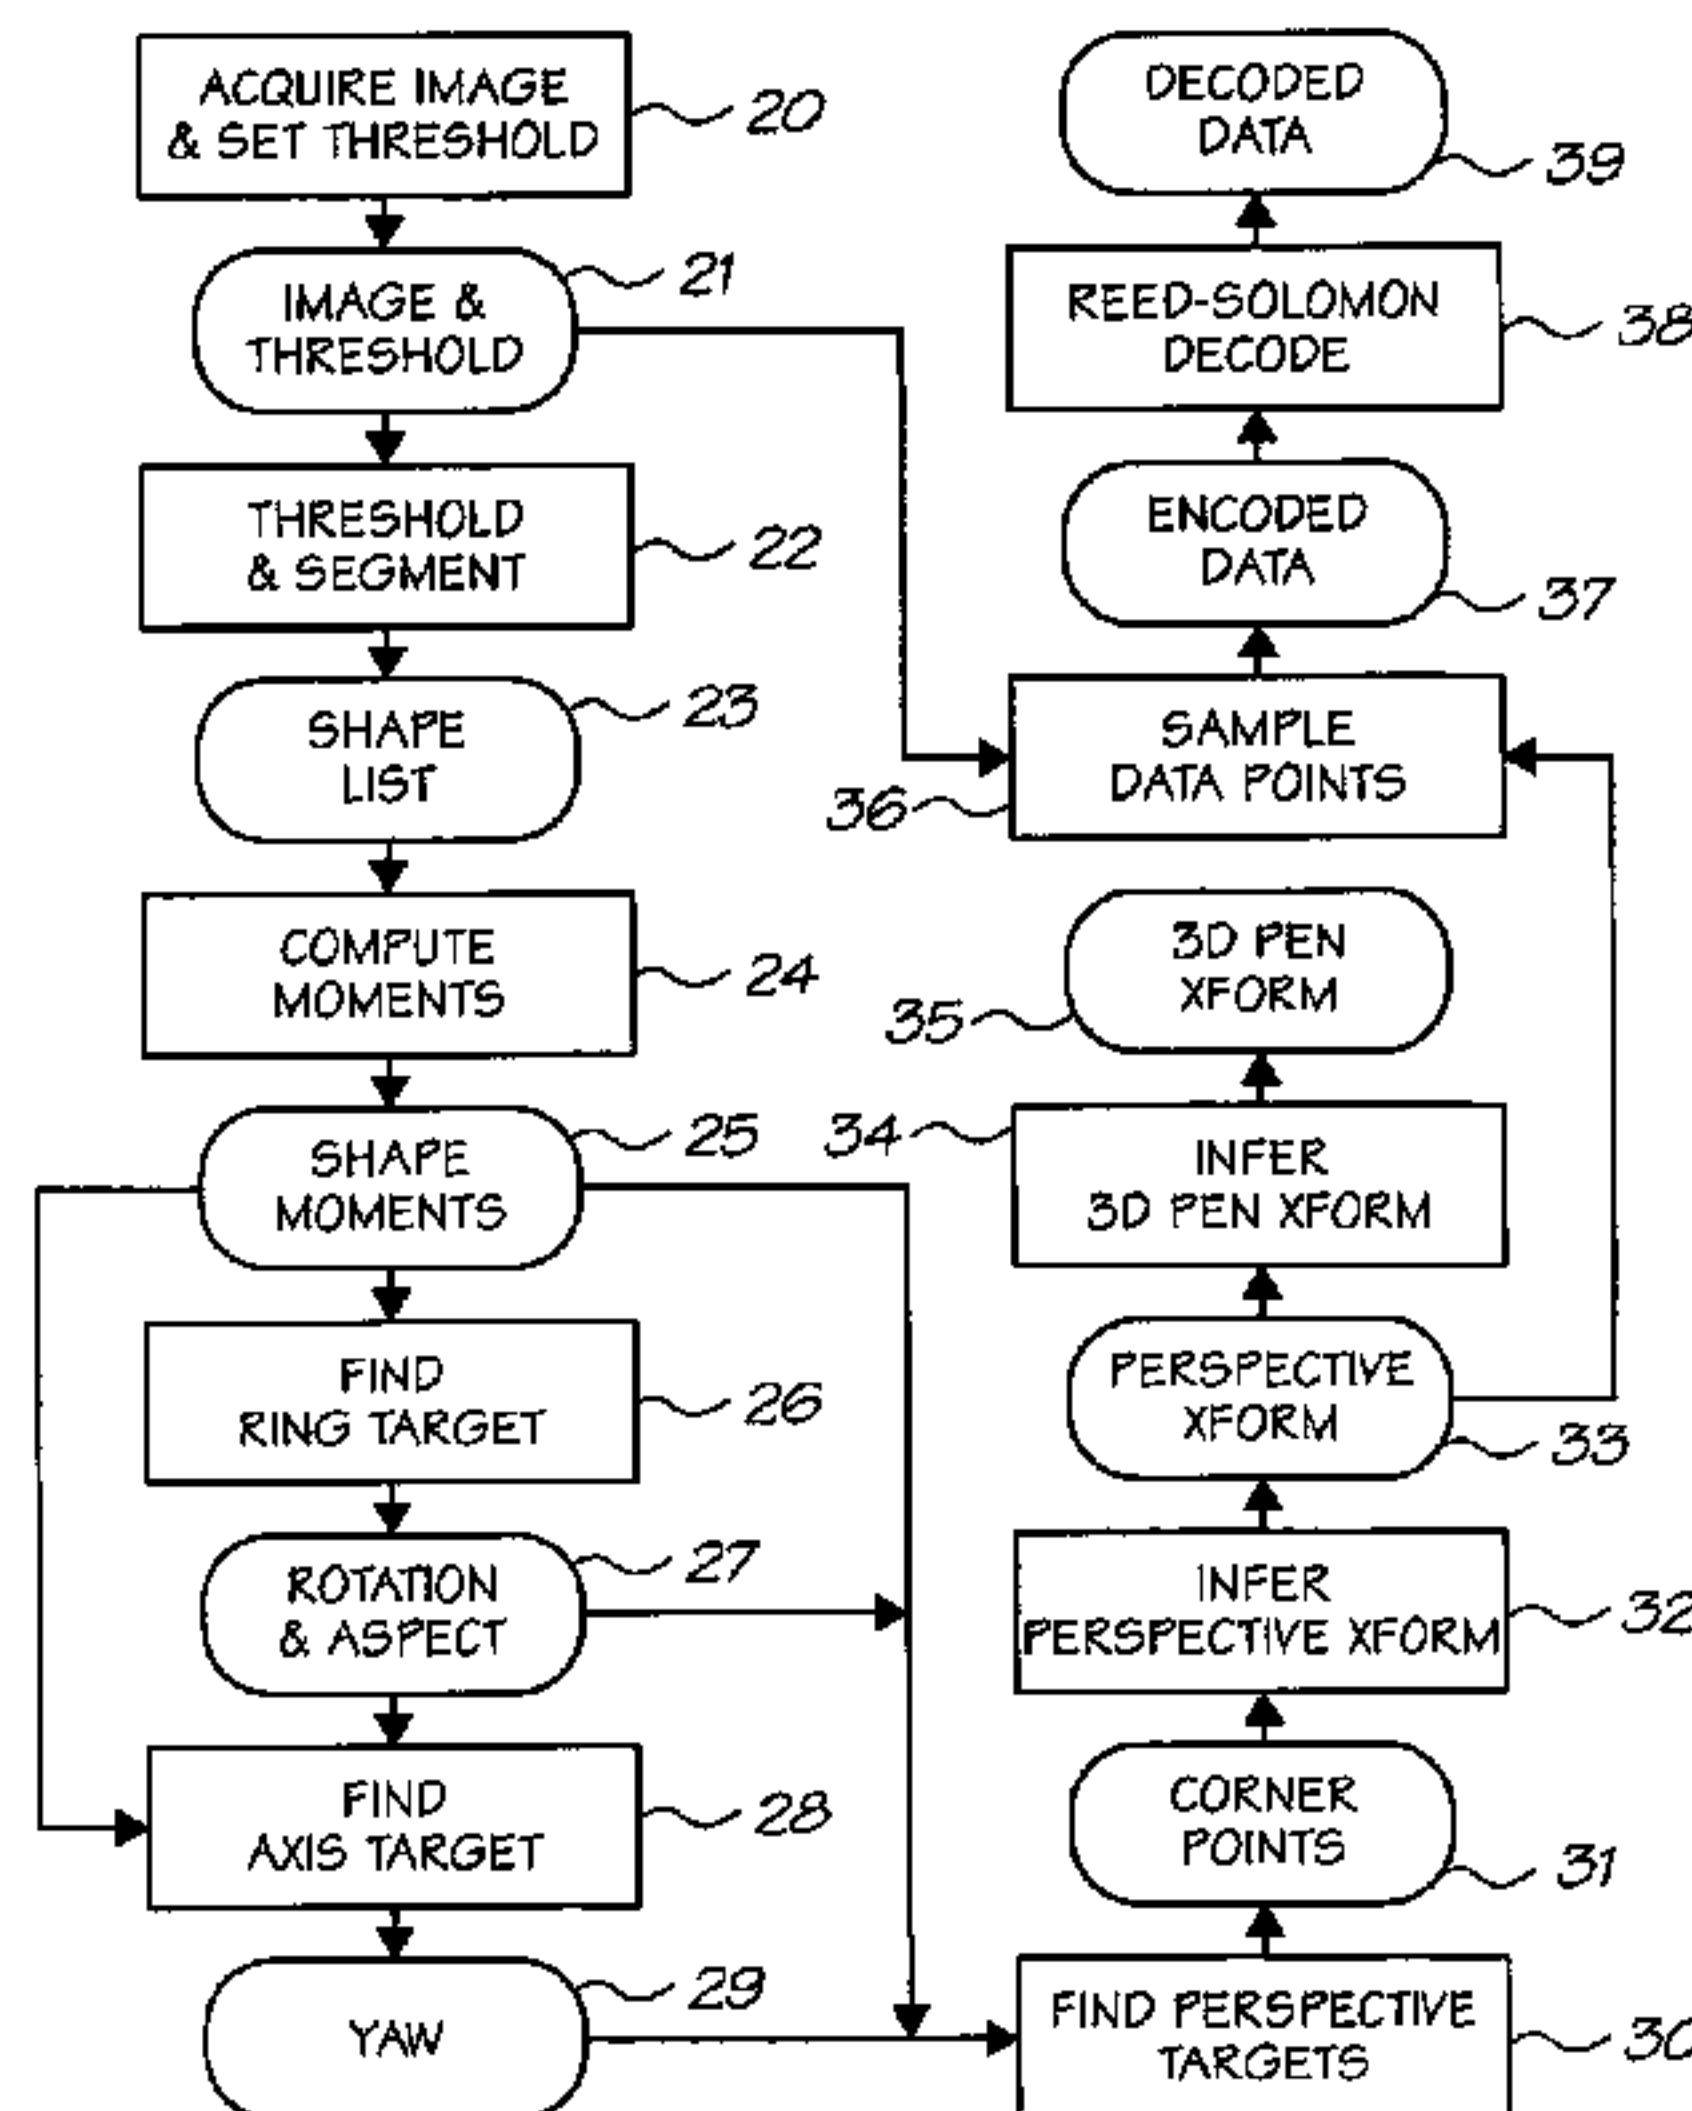 ACQUIRE IMAGE
& SET THRESHOLD
20
IMAGE &
THRESHOLD
21
THRESHOLD
& SEGMENT
22
SHAPE
LIST
23
COMPUTE
MOMENTS
24
SHAPE
MOMENTS
25
FIND
RING TARGET
26
ROTATION
& ASPECT
27
FIND
AXIS TARGET
28
YAW
29
DECODED
DATA
39
REED-SOLOMON
DECODE
38
ENCODED
DATA
37
SAMPLE
DATA POINTS
36
3D PEN
XFORM
35
INFER
3D PEN XFORM
34
PERSPECTIVE
XFORM
33
INFER
PERSPECTIVE XFORM
32
CORNER
POINTS
31
FIND PERSPECTIVE
TARGETS
30